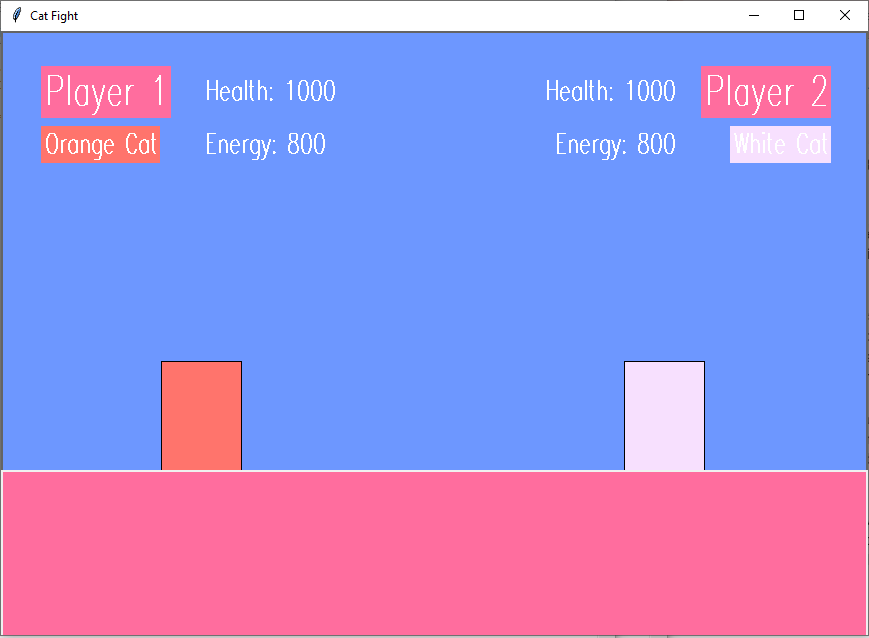 Cat Fight
Player 1
Health: 1000
Health: 1000
Player 2
Orange Cat
Energy: 800
Energy: 800
White Cat